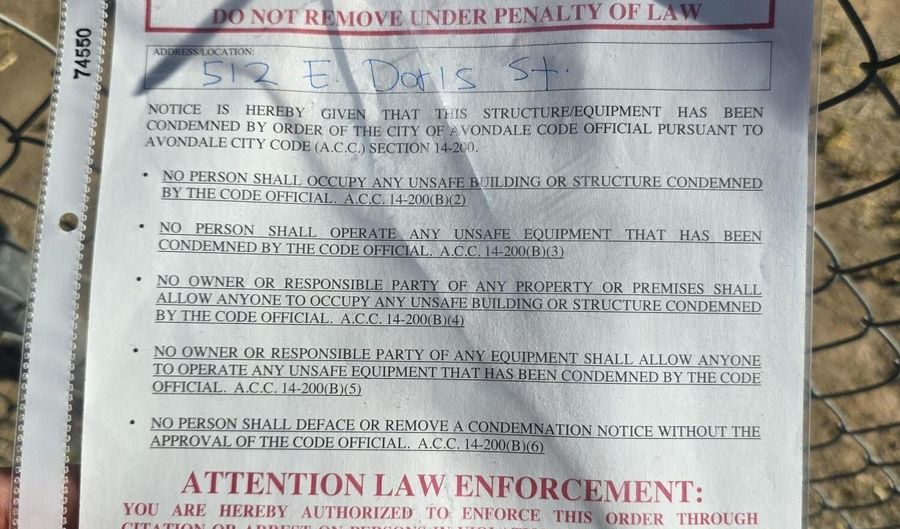 DO NOT REMOVE UNDER PENALTY OF LAW
74550
ADDRESS/LOCATION:
512 E. Doris St.
NOTICE IS HEREBY GIVEN THAT THIS STRUCTURE/EQUIPMENT HAS BEEN
CONDEMNED BY ORDER OF THE CITY OF AVONDALE CODE OFFICIAL PURSUANT TO
AVONDALE CITY CODE (A.C.C.) SECTION 14-200.
• NO PERSON SHALL OCCUPY ANY UNSAFE BUILDING OR STRUCTURE CONDEMNED
BY THE CODE OFFICIAL. A.C.C. 14-200(B)(2)
• NO PERSON SHALL OPERATE ANY UNSAFE EQUIPMENT THAT HAS BEEN
CONDEMNED BY THE CODE OFFICIAL. A.C.C. 14-200(B)(3)
• NO OWNER OR RESPONSIBLE PARTY OF ANY PROPERTY OR PREMISES SHALL
ALLOW ANYONE TO OCCUPY ANY UNSAFE BUILDING OR STRUCTURE CONDEMNED
BY THE CODE OFFICIAL. A.C.C. 14-200(B)(4)
• NO OWNER OR RESPONSIBLE PARTY OF ANY EQUIPMENT SHALL ALLOW ANYONE
TO OPERATE ANY UNSAFE EQUIPMENT THAT HAS BEEN CONDEMNED BY THE CODE
OFFICIAL. A.C.C. 14-200(B)(5)
• NO PERSON SHALL DEFACE OR REMOVE A CONDEMNATION NOTICE WITHOUT THE
APPROVAL OF THE CODE OFFICIAL. A.C.C. 14-200(B)(6)
ATTENTION LAW ENFORCEMENT:
YOU ARE HEREBY AUTHORIZED TO ENFORCE THIS ORDER THROUGH
CITATION OR ARREST ON PERSONS IN